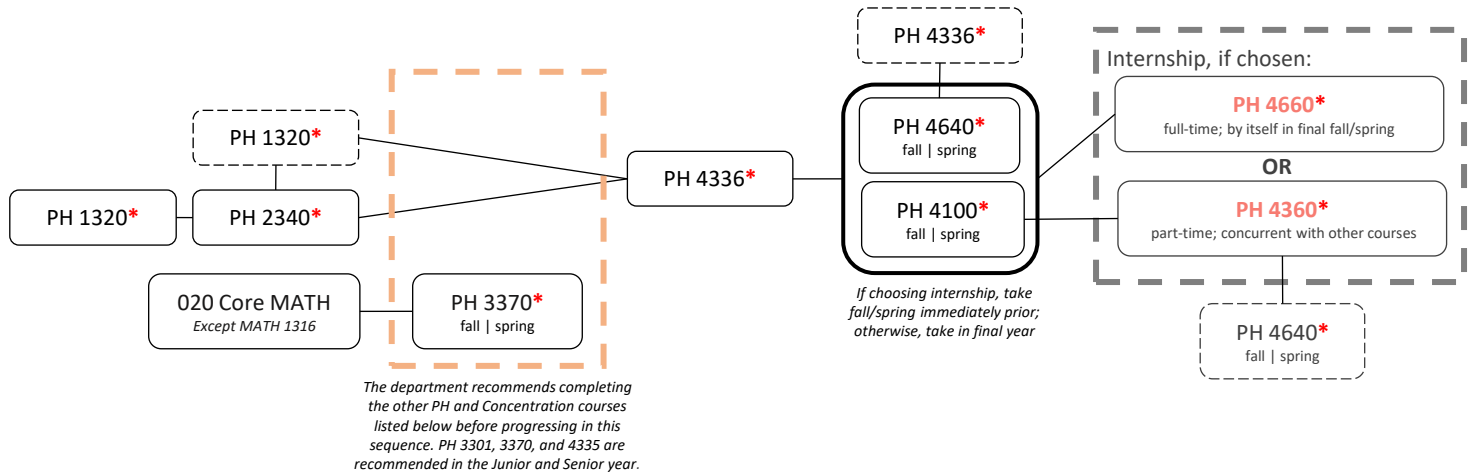 PH 4336*
Internship, if chosen:
PH 4660*
full-time; by itself in final fall/spring
OR
PH 4360*
part-time; concurrent with other courses
PH 4640*
fall | spring
PH 4640*
fall | spring
PH 4100*
fall | spring
If choosing internship, take
fall/spring immediately prior;
otherwise, take in final year
PH 4336*
PH 1320*
PH 1320*
PH 2340*
020 Core MATH
Except MATH 1316
PH 3370*
fall | spring
The department recommends completing
the other PH and Concentration courses
listed below before progressing in this
sequence. PH 3301, 3370, and 4335 are
recommended in the Junior and Senior year.